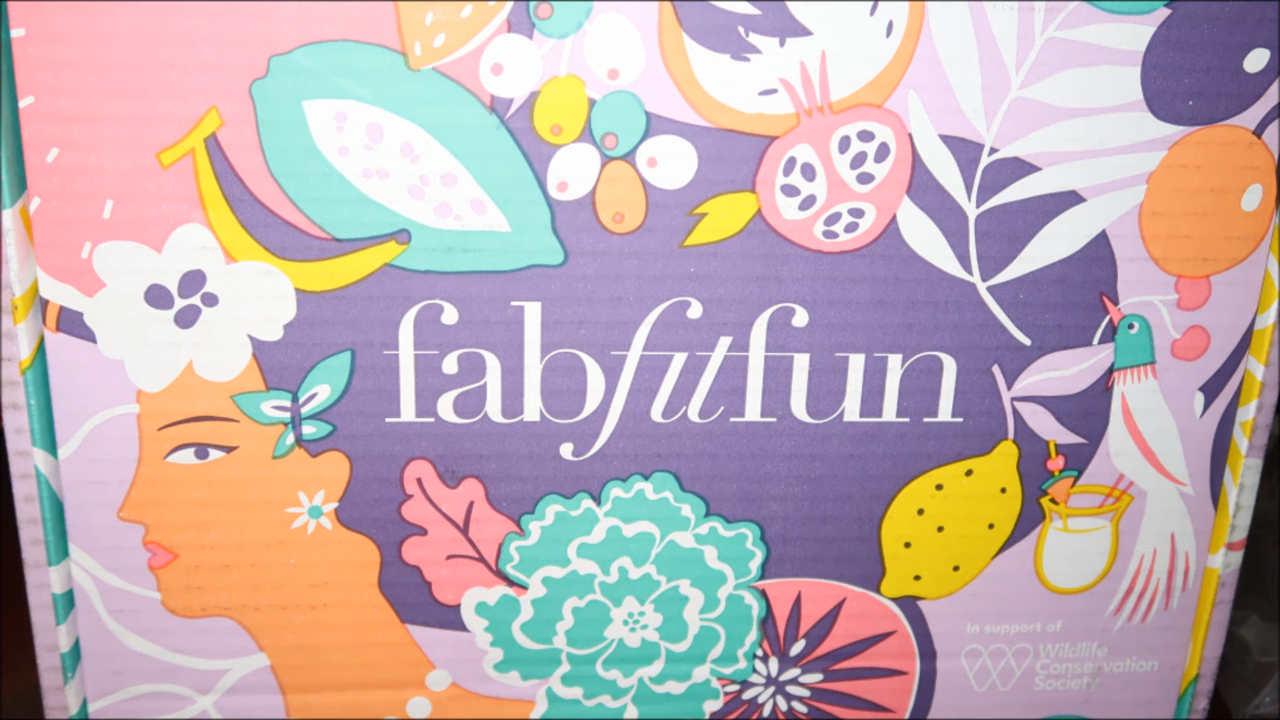 fabfitfun
In support of
Wildlife
Conservation
Society